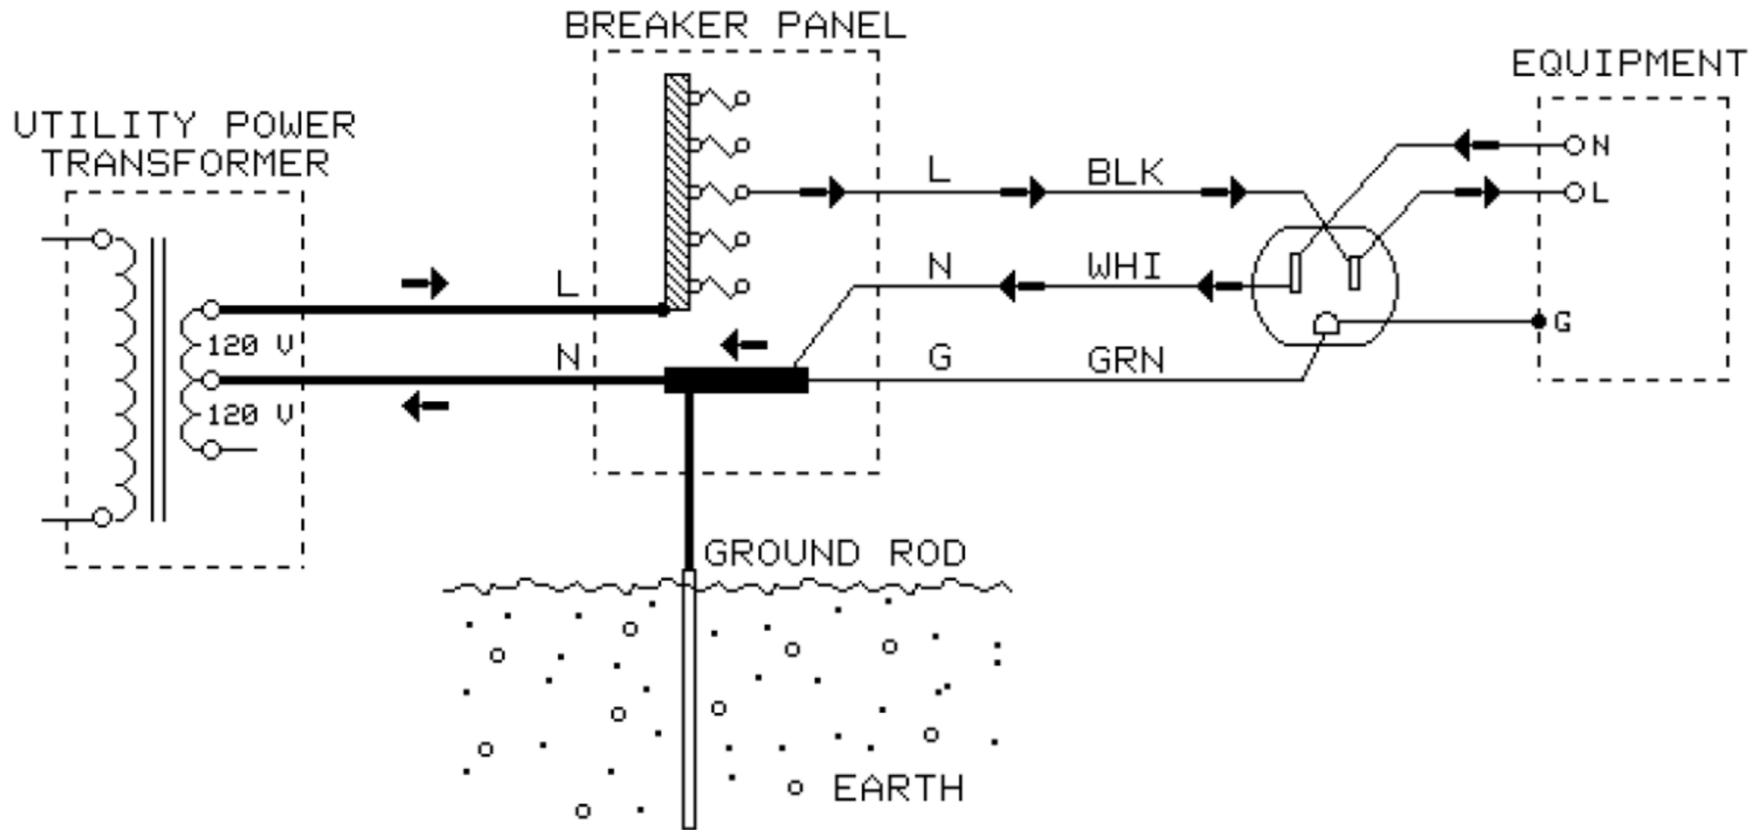 BREAKER PANEL
EQUIPMENT
UTILITY POWER
TRANSFORMER
N
L
BLK
L
N
WHI
L
G
120 V
N
G
GRN
120 V
GROUND ROD
EARTH